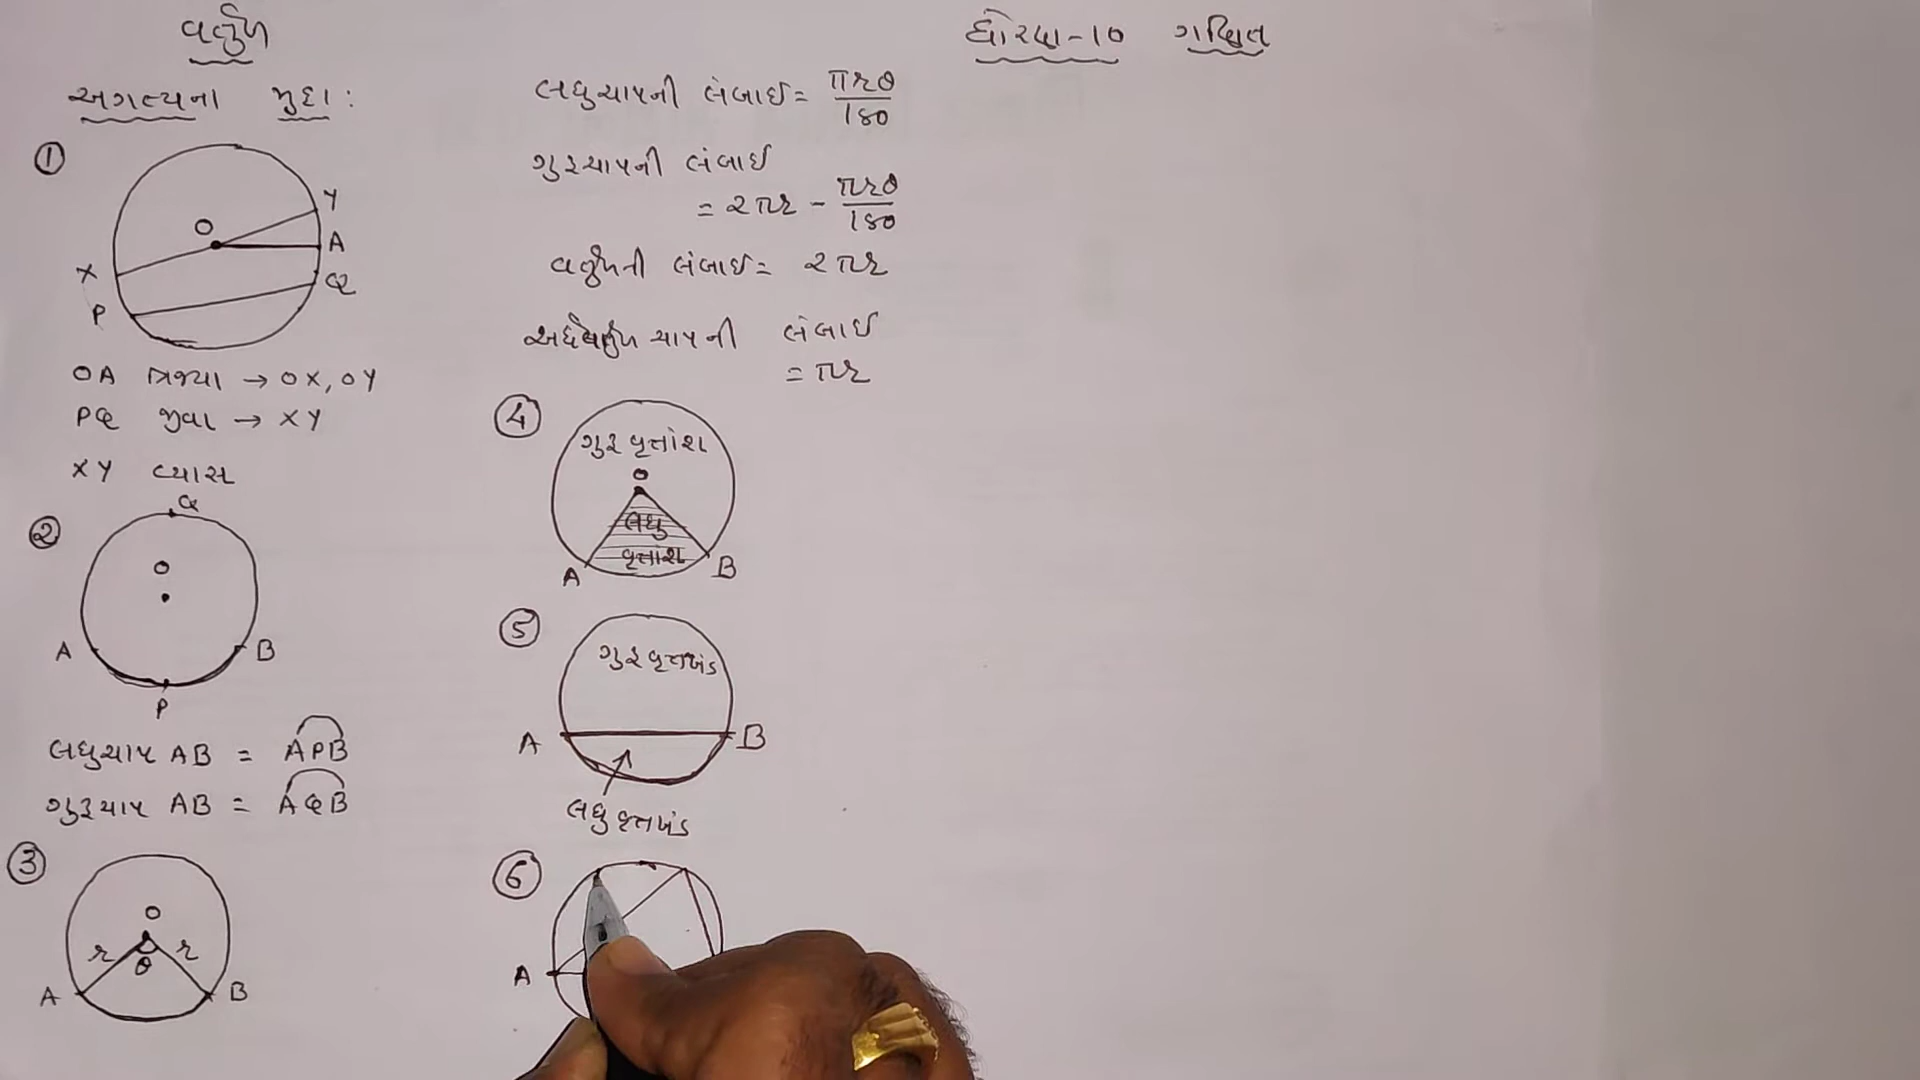 વર્તુળ
ધોરણ-10 ગણિત
અગત્યના મુદ્દા :
①
O
Y
A
X
Q
P
OA ત્રિજ્યા → OX, OY
PQ જીવા → XY
XY વ્યાસ
②
Q
O
A
B
P
લઘુચાપ AB = APB
ગુરુચાપ AB = AQB
③
O
r r
θ
A
B
લઘુચાપની લંબાઈ = πrθ/180
ગુરુચાપની લંબાઈ
= 2πr - πrθ/180
વર્તુળની લંબાઈ = 2πr
અર્ધવર્તુળ ચાપની લંબાઈ
= πr
④
ગુરુ વૃત્તાંશ
O
લઘુ
વૃત્તાંશ
A
B
⑤
ગુરુવૃત્તખંડ
A
B
લઘુ વૃત્તખંડ
⑥
A